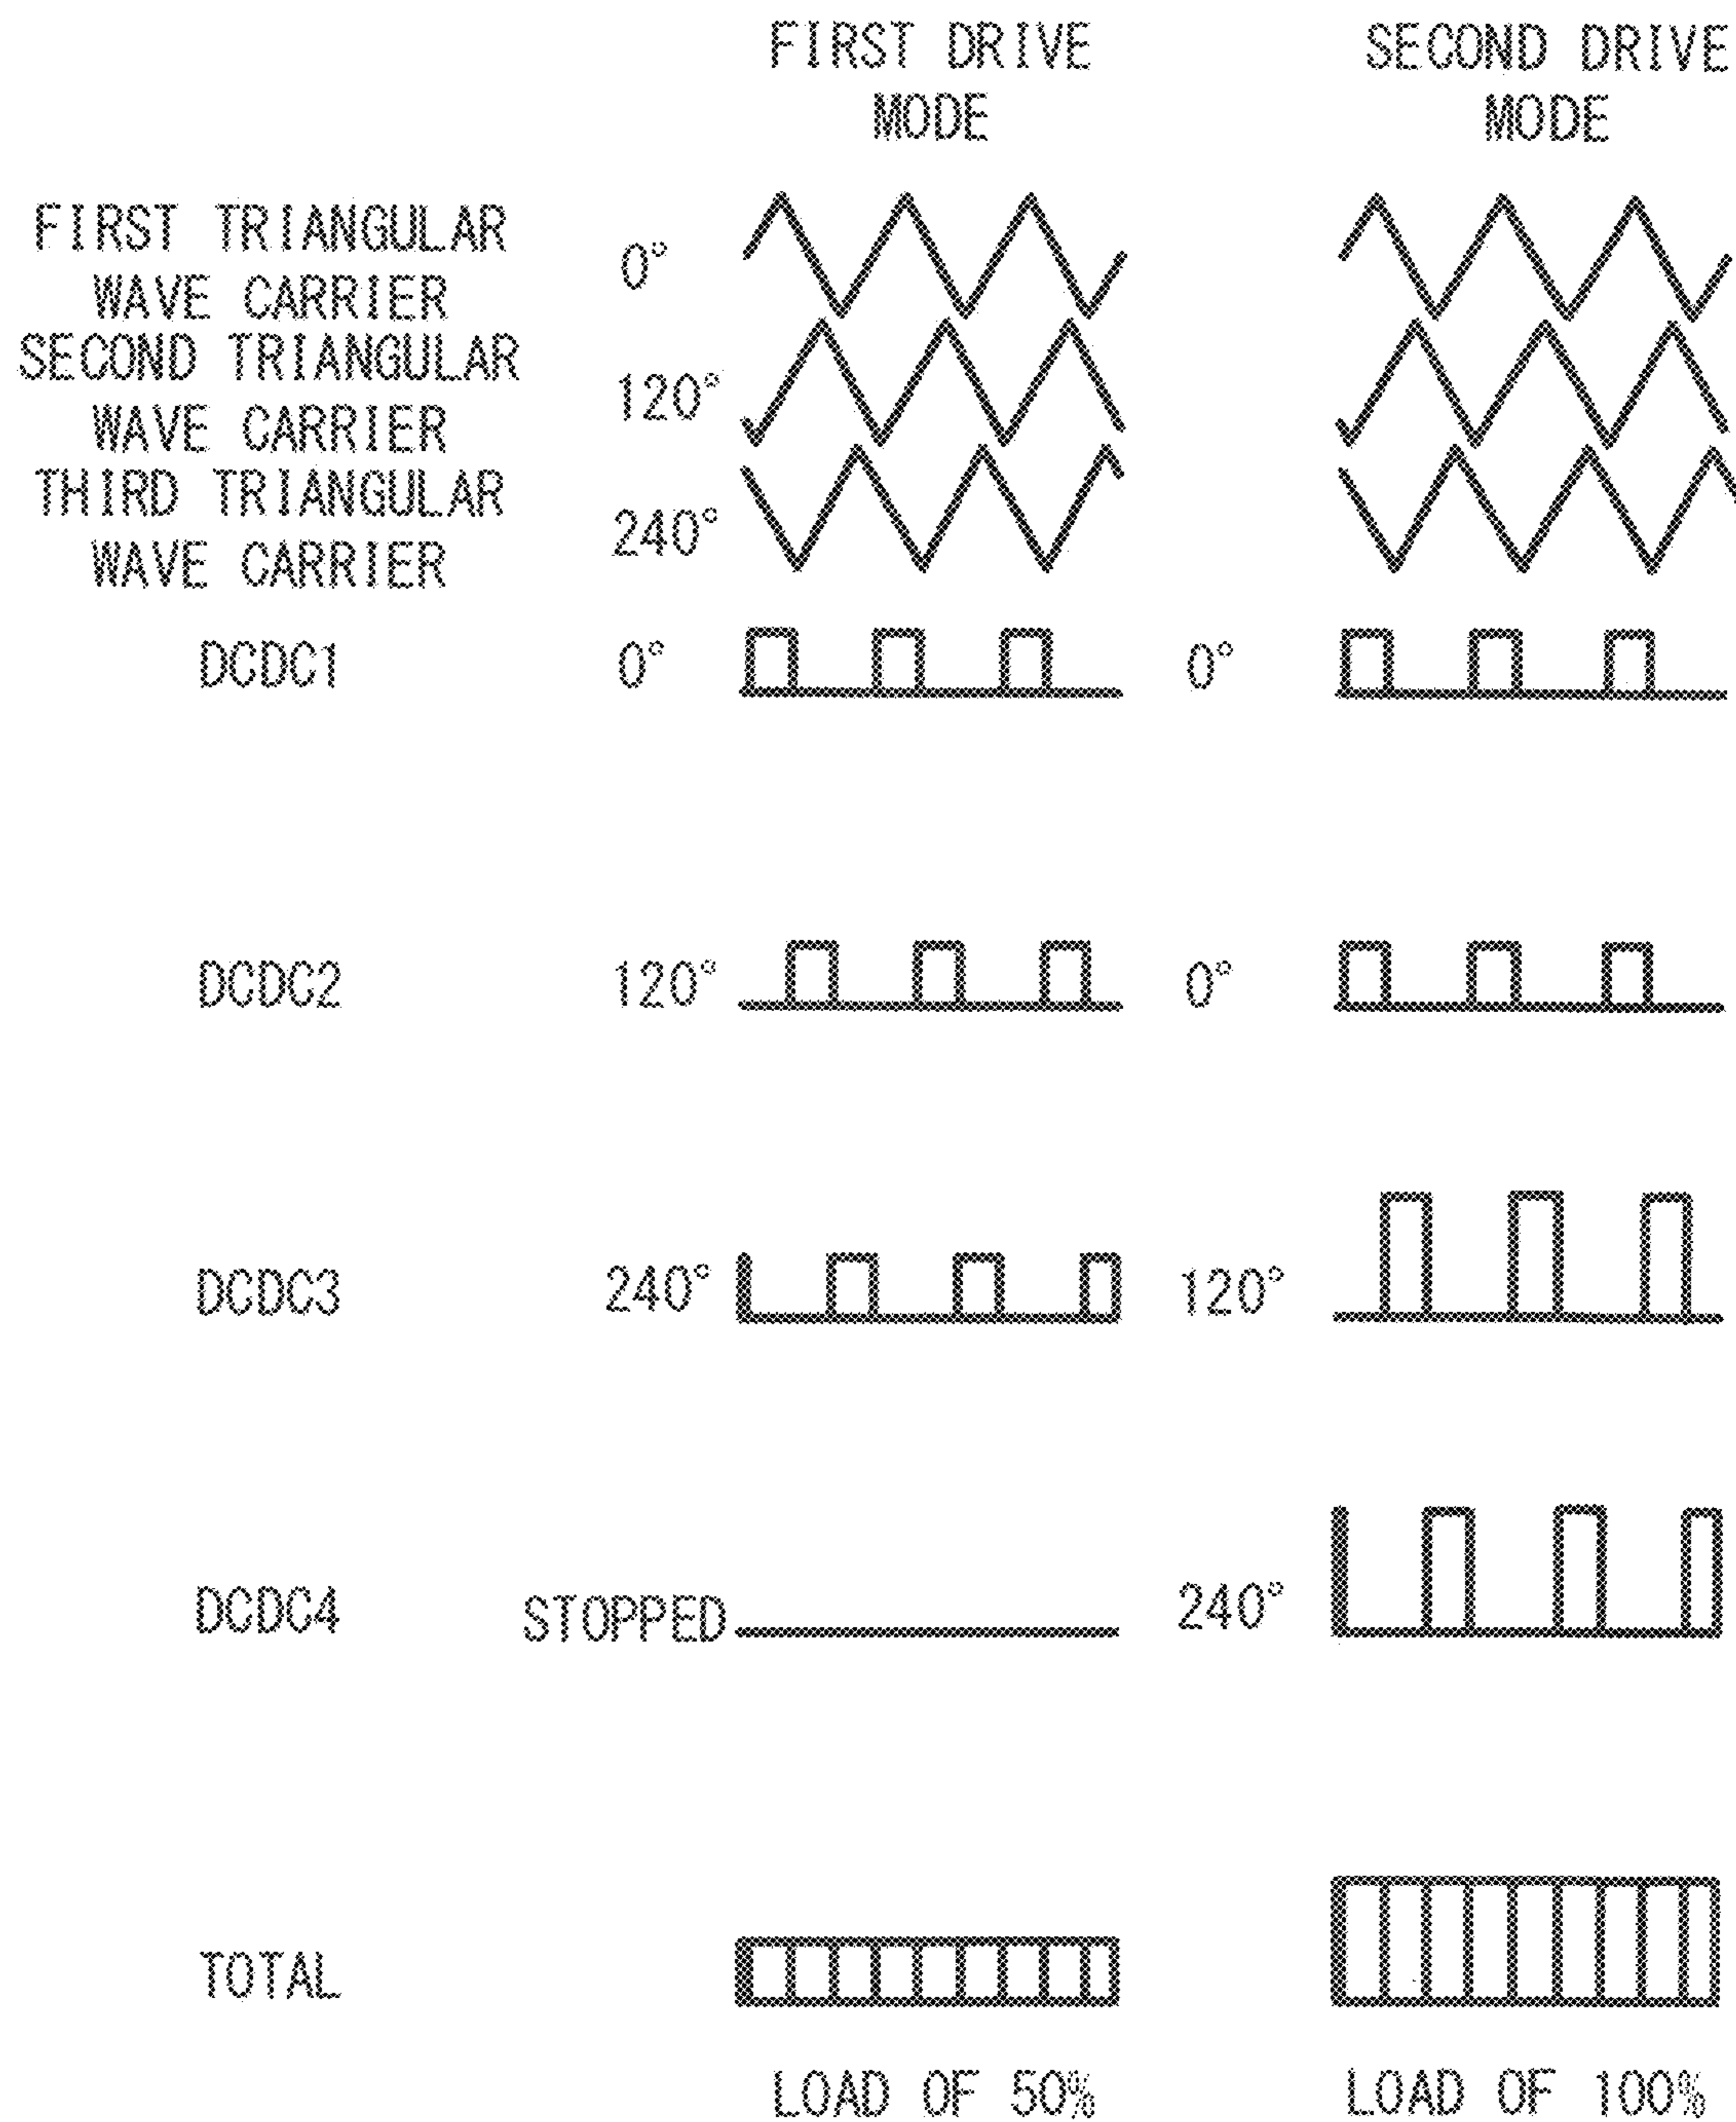 FIRST DRIVE
MODE
SECOND DRIVE
MODE
FIRST TRIANGULAR
WAVE CARRIER
0°
SECOND TRIANGULAR
WAVE CARRIER
120°
THIRD TRIANGULAR
WAVE CARRIER
240°
DCDC1
0°
0°
DCDC2
120°
0°
DCDC3
240°
120°
DCDC4
STOPPED
240°
TOTAL
LOAD OF 50%
LOAD OF 100%